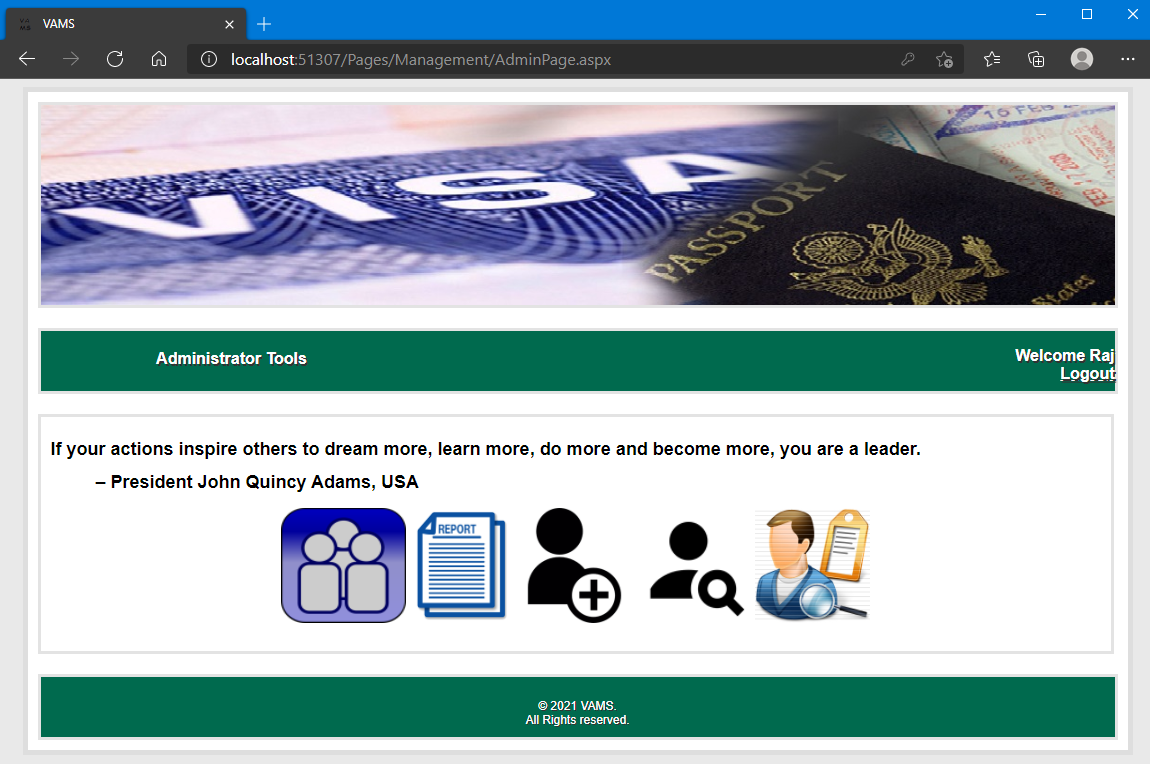 VAMS
localhost:51307/Pages/Management/AdminPage.aspx
VISA
PASSPORT
States
Administrator Tools
Welcome Raj
Logout
If your actions inspire others to dream more, learn more, do more and become more, you are a leader.
– President John Quincy Adams, USA
REPORT
© 2021 VAMS.
All Rights reserved.